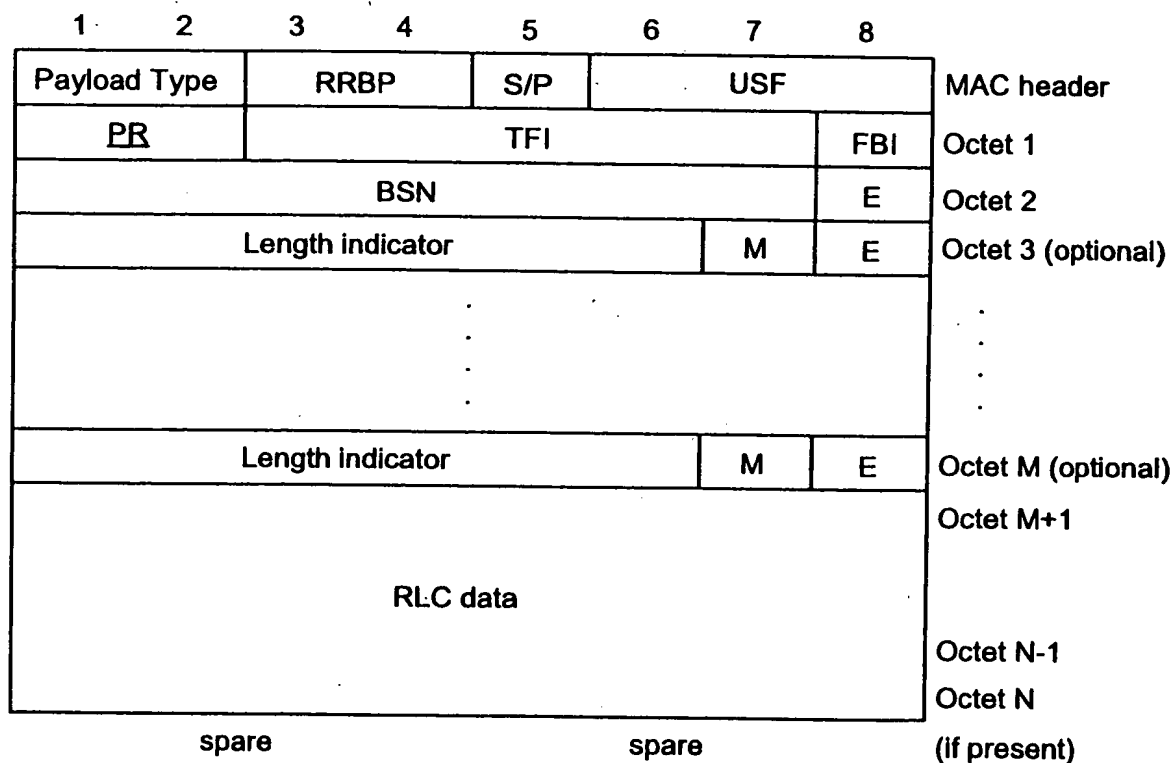 1 2 3 4 5 6 7 8
Payload Type RRBP S/P USF MAC header
PR TFI FBI Octet 1
BSN E Octet 2
Length indicator M E Octet 3 (optional)
Length indicator M E Octet M (optional)
Octet M+1
RLC data
Octet N-1
Octet N
spare spare (if present)